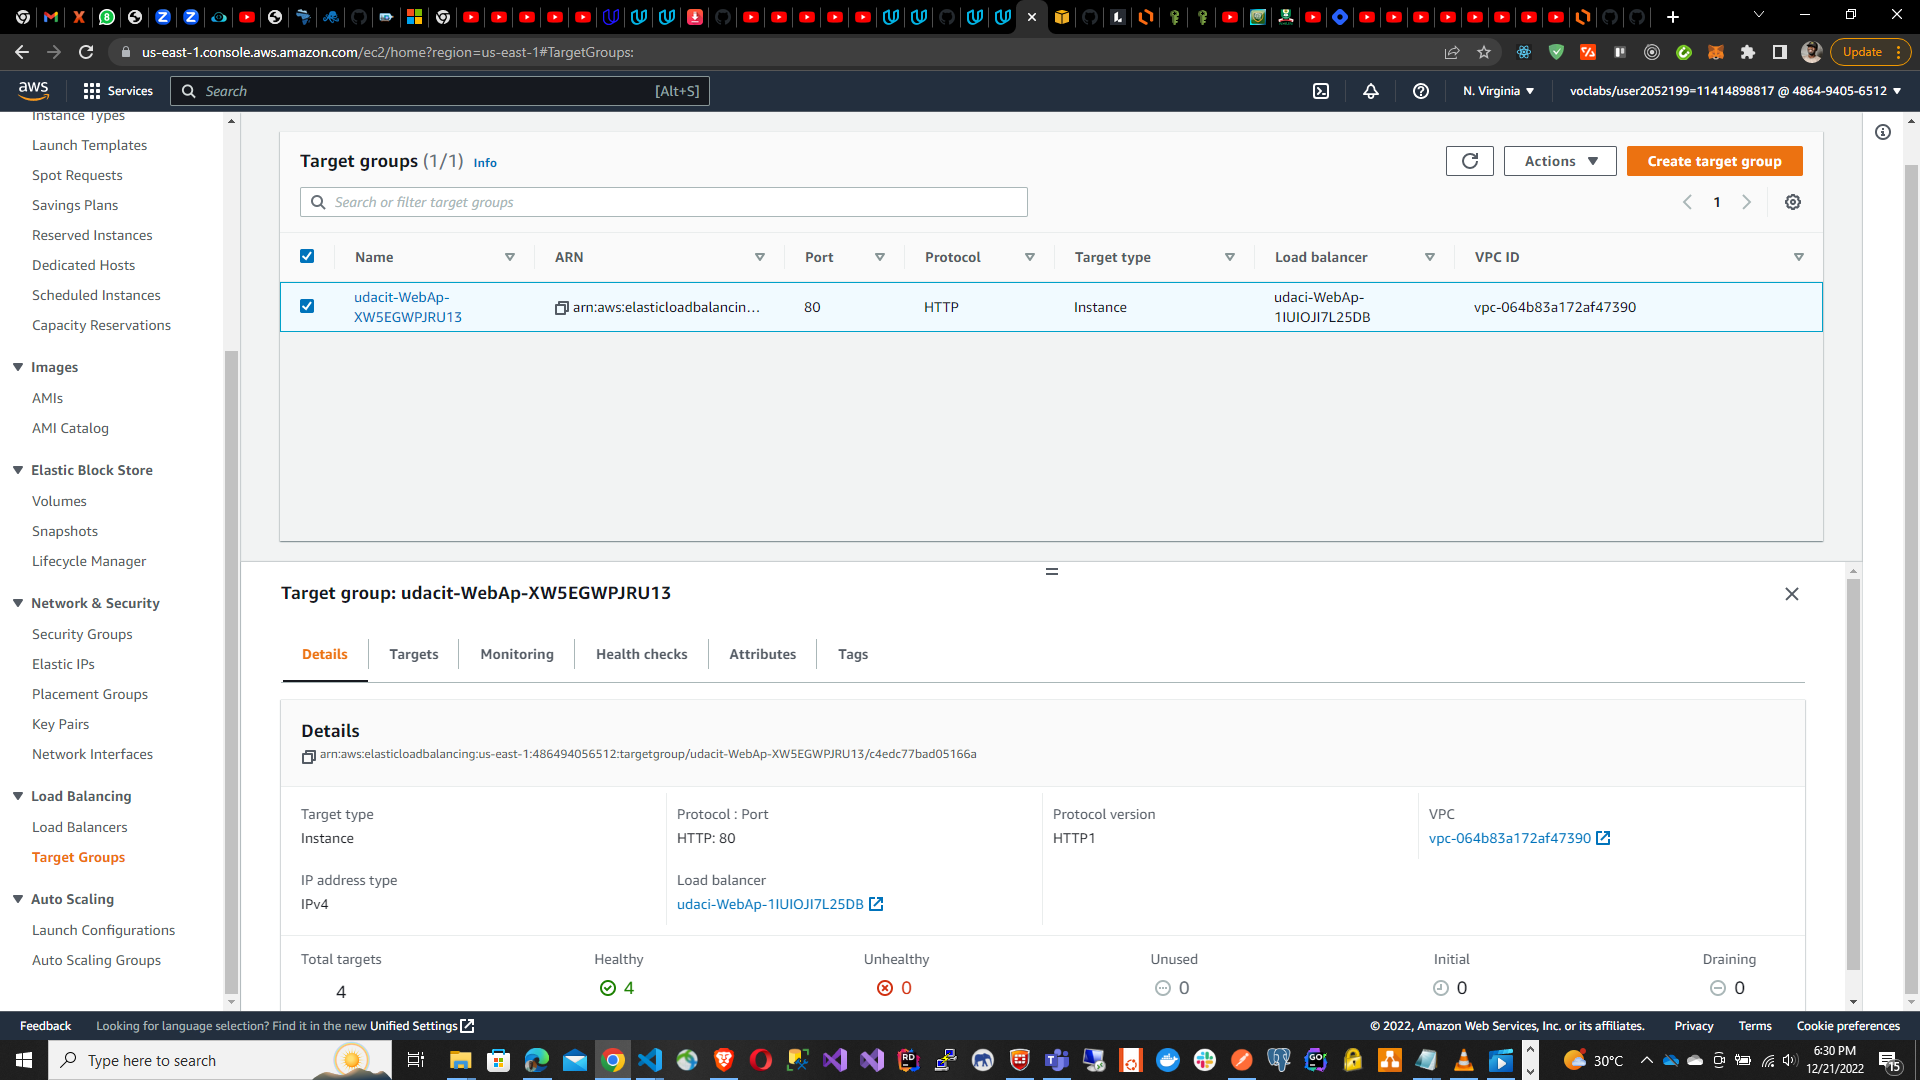 us-east-1.console.aws.amazon.com/ec2/home?region=us-east-1#TargetGroups:
Update
aws
Services
Search
[Alt+S]
N. Virginia
voclabs/user2052199=11414898817 @ 4864-9405-6512
Instance Types
Launch Templates
Spot Requests
Savings Plans
Reserved Instances
Dedicated Hosts
Scheduled Instances
Capacity Reservations
Images
AMIs
AMI Catalog
Elastic Block Store
Volumes
Snapshots
Lifecycle Manager
Network & Security
Security Groups
Elastic IPs
Placement Groups
Key Pairs
Network Interfaces
Load Balancing
Load Balancers
Target Groups
Auto Scaling
Launch Configurations
Auto Scaling Groups
Target groups (1/1) Info
Actions
Create target group
Search or filter target groups
1
Name
ARN
Port
Protocol
Target type
Load balancer
VPC ID
udacit-WebAp-
XW5EGWPJRU13
arn:aws:elasticloadbalancin…
80
HTTP
Instance
udaci-WebAp-
1IUIOJI7L25DB
vpc-064b83a172af47390
Target group: udacit-WebAp-XW5EGWPJRU13
Details
Targets
Monitoring
Health checks
Attributes
Tags
Details
arn:aws:elasticloadbalancing:us-east-1:486494056512:targetgroup/udacit-WebAp-XW5EGWPJRU13/c4edc77bad05166a
Target type
Instance
Protocol : Port
HTTP: 80
Protocol version
HTTP1
VPC
vpc-064b83a172af47390
IP address type
IPv4
Load balancer
udaci-WebAp-1IUIOJI7L25DB
Total targets
4
Healthy
4
Unhealthy
0
Unused
0
Initial
0
Draining
0
Feedback
Looking for language selection? Find it in the new Unified Settings
© 2022, Amazon Web Services, Inc. or its affiliates.
Privacy
Terms
Cookie preferences
Type here to search
30°C
6:30 PM
12/21/2022
15